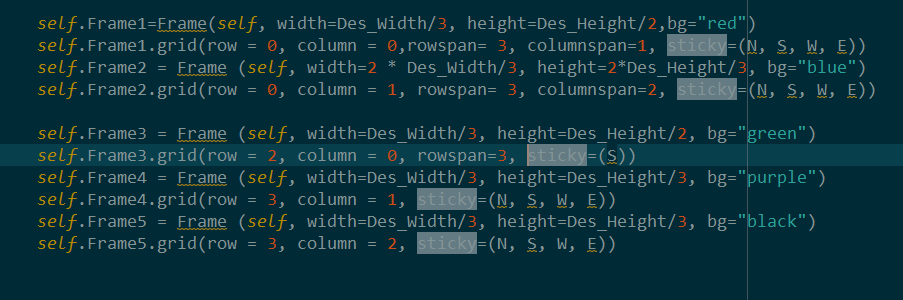 self.Frame1=Frame(self, width=Des_Width/3, height=Des_Height/2,bg="red")
self.Frame1.grid(row = 0, column = 0,rowspan= 3, columnspan=1, sticky=(N, S, W, E))
self.Frame2 = Frame (self, width=2 * Des_Width/3, height=2*Des_Height/3, bg="blue")
self.Frame2.grid(row = 0, column = 1, rowspan= 3, columnspan=2, sticky=(N, S, W, E))
self.Frame3 = Frame (self, width=Des_Width/3, height=Des_Height/2, bg="green")
self.Frame3.grid(row = 2, column = 0, rowspan=3, sticky=(S))
self.Frame4 = Frame (self, width=Des_Width/3, height=Des_Height/3, bg="purple")
self.Frame4.grid(row = 3, column = 1, sticky=(N, S, W, E))
self.Frame5 = Frame (self, width=Des_Width/3, height=Des_Height/3, bg="black")
self.Frame5.grid(row = 3, column = 2, sticky=(N, S, W, E))